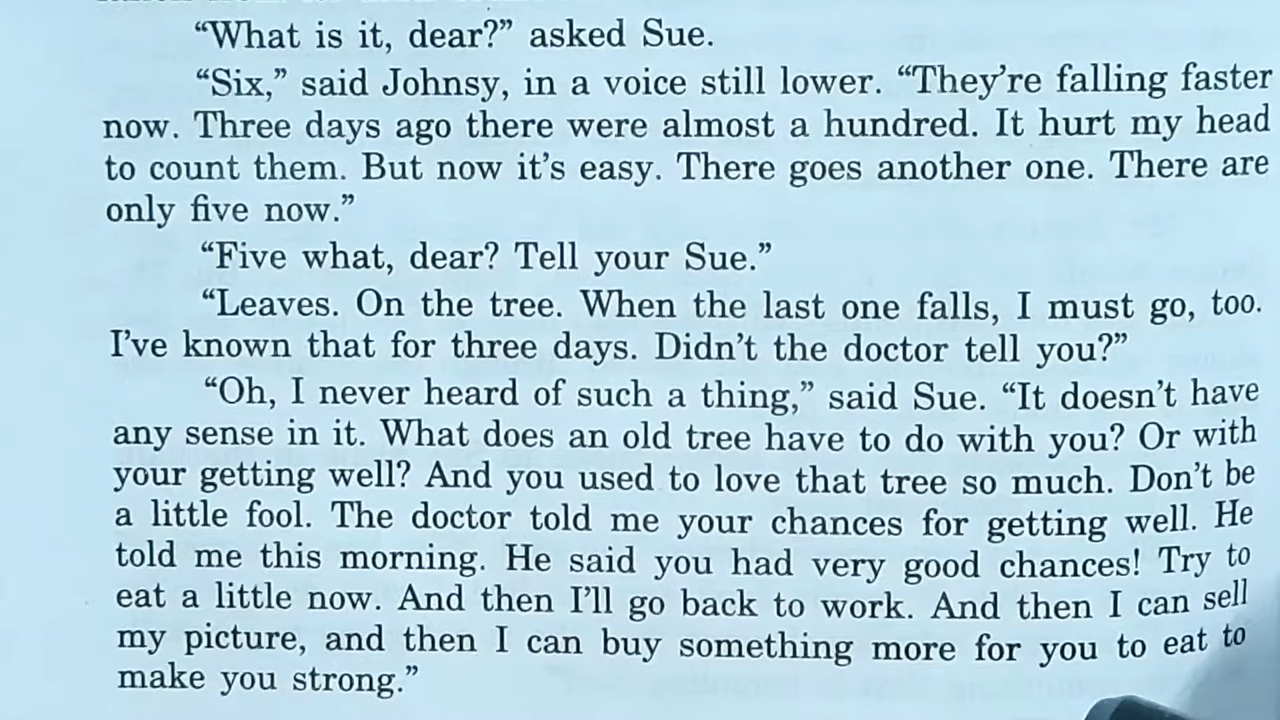 “What is it, dear?” asked Sue.
“Six,” said Johnsy, in a voice still lower. “They’re falling faster
now. Three days ago there were almost a hundred. It hurt my head
to count them. But now it’s easy. There goes another one. There are
only five now.”
“Five what, dear? Tell your Sue.”
“Leaves. On the tree. When the last one falls, I must go, too.
I’ve known that for three days. Didn’t the doctor tell you?”
“Oh, I never heard of such a thing,” said Sue. “It doesn’t have
any sense in it. What does an old tree have to do with you? Or with
your getting well? And you used to love that tree so much. Don’t be
a little fool. The doctor told me your chances for getting well. He
told me this morning. He said you had very good chances! Try to
eat a little now. And then I’ll go back to work. And then I can sell
my picture, and then I can buy something more for you to eat to
make you strong.”